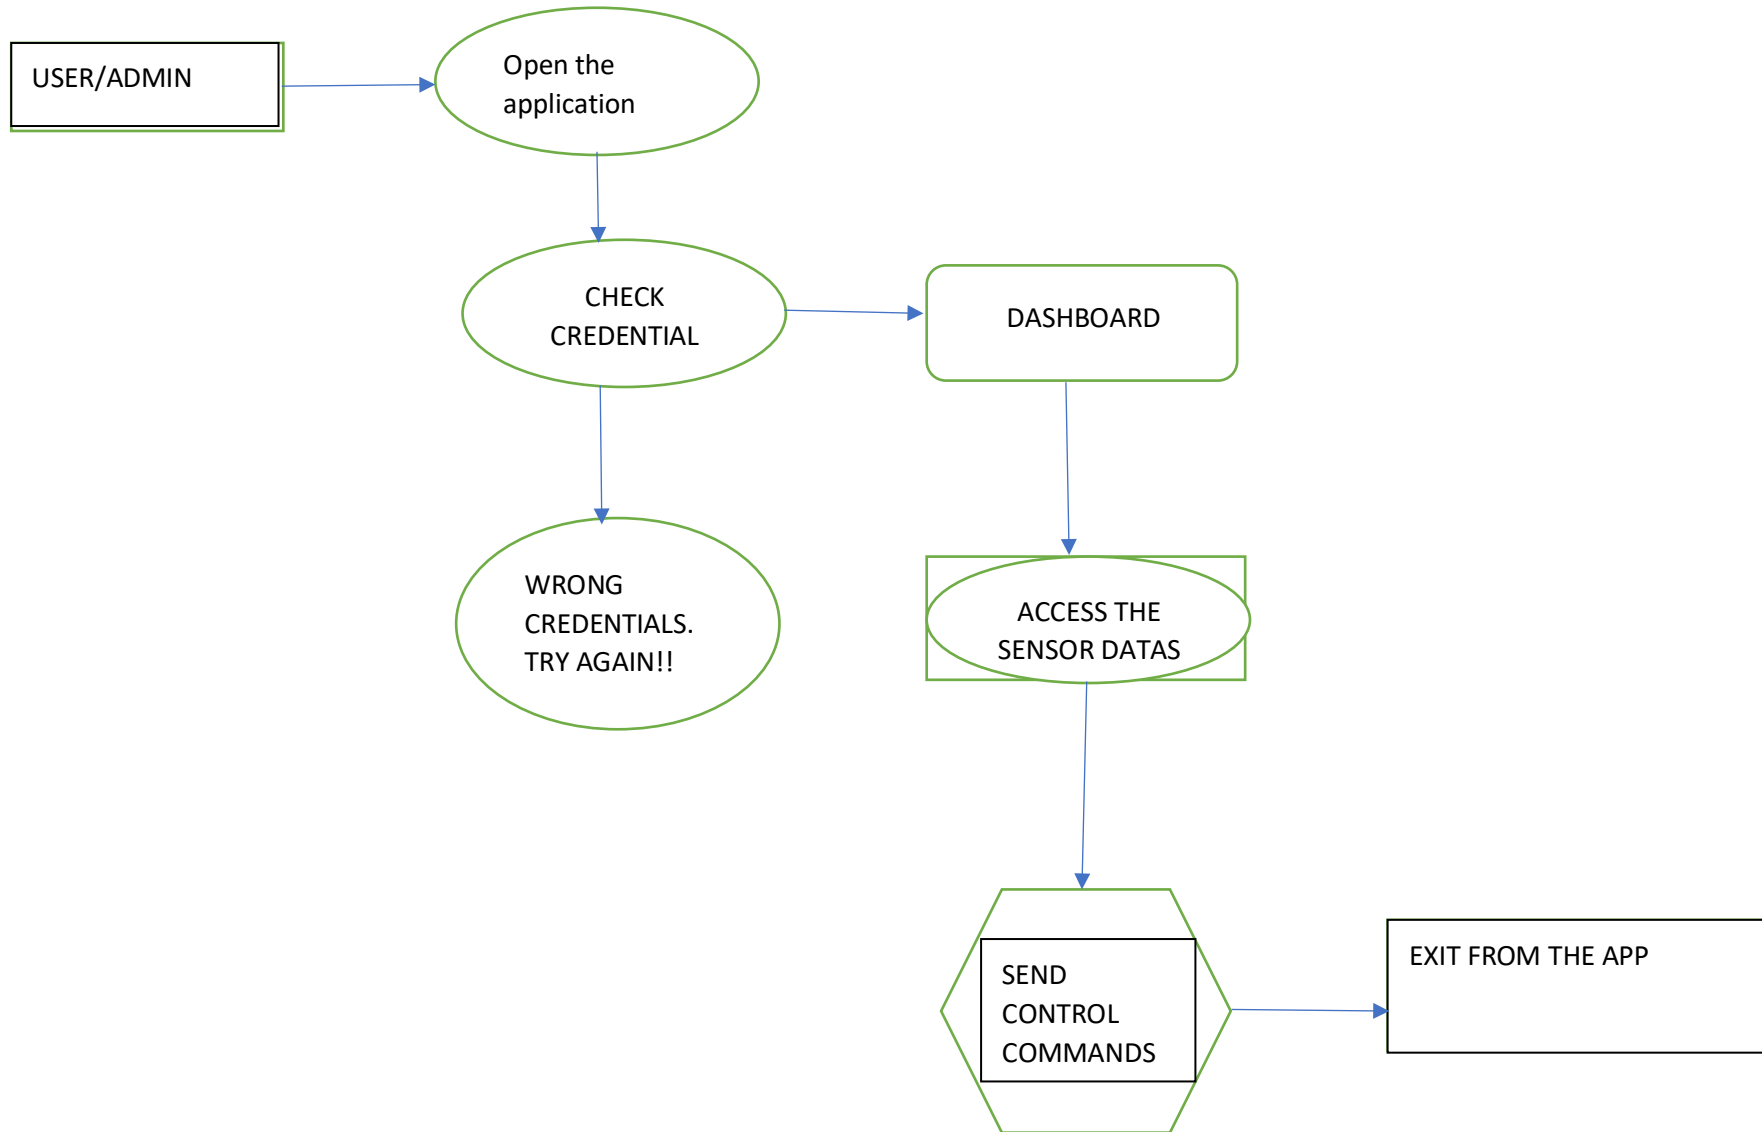 USER/ADMIN
Open the
application
CHECK
CREDENTIAL
DASHBOARD
WRONG
CREDENTIALS.
TRY AGAIN!!
ACCESS THE
SENSOR DATAS
SEND
CONTROL
COMMANDS
EXIT FROM THE APP